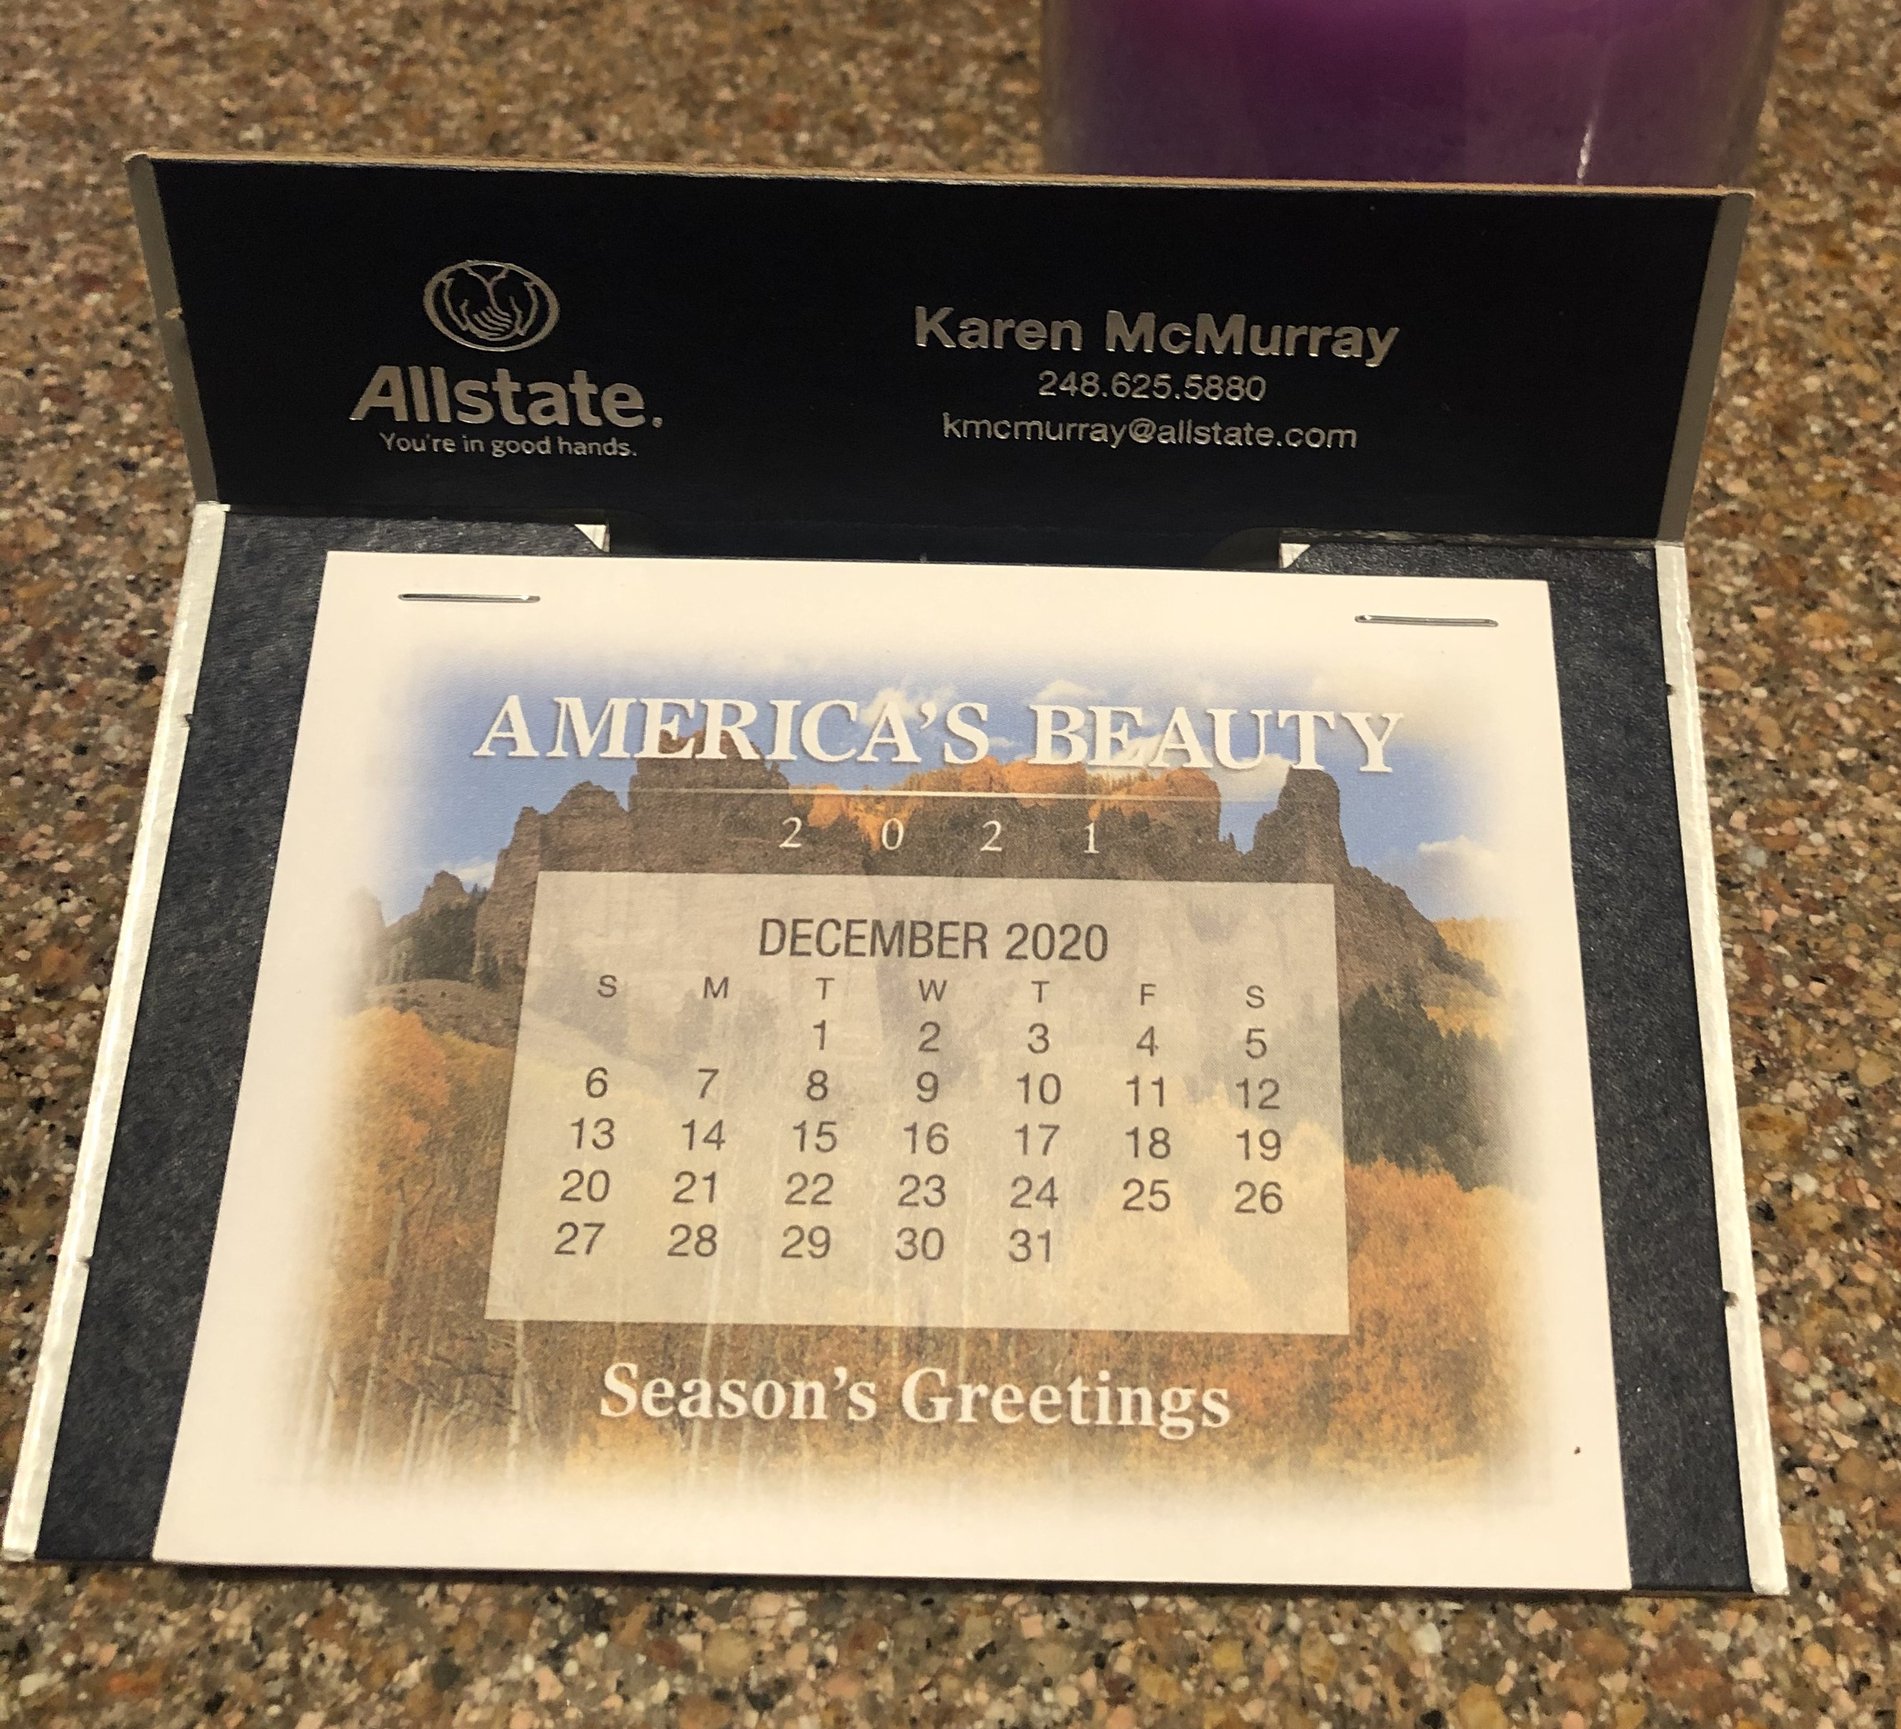 Allstate.
You're in good hands.
Karen McMurray
248.625.5880
kmcmurray@allstate.com
AMERICA'S BEAUTY
2 0 2 1
DECEMBER 2020
S M T W T F S
1 2 3 4 5
6 7 8 9 10 11 12
13 14 15 16 17 18 19
20 21 22 23 24 25 26
27 28 29 30 31
Season's Greetings